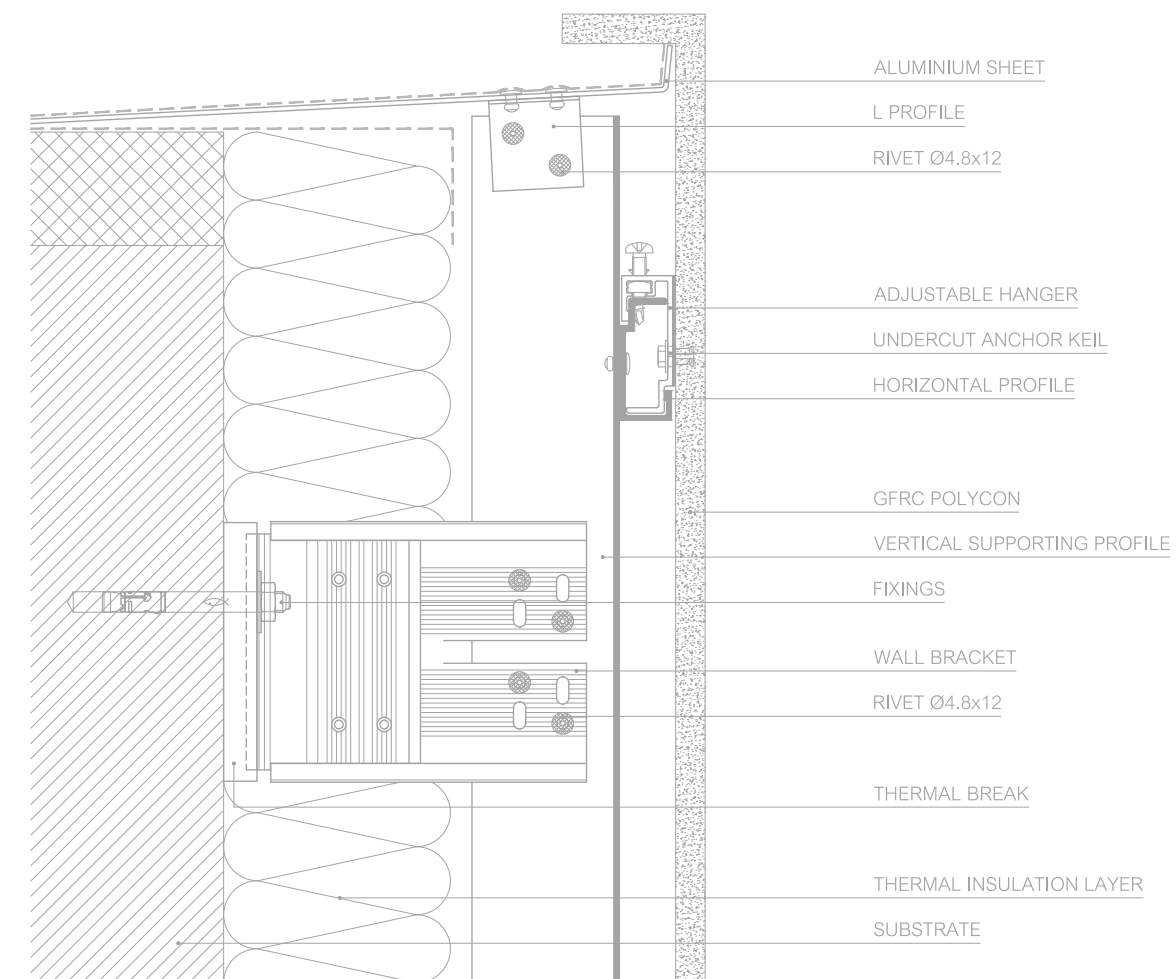 ALUMINIUM SHEET
L PROFILE
RIVET Ø4.8x12
ADJUSTABLE HANGER
UNDERCUT ANCHOR KEIL
HORIZONTAL PROFILE
GFRC POLYCON
VERTICAL SUPPORTING PROFILE
FIXINGS
WALL BRACKET
RIVET Ø4.8x12
THERMAL BREAK
THERMAL INSULATION LAYER
SUBSTRATE